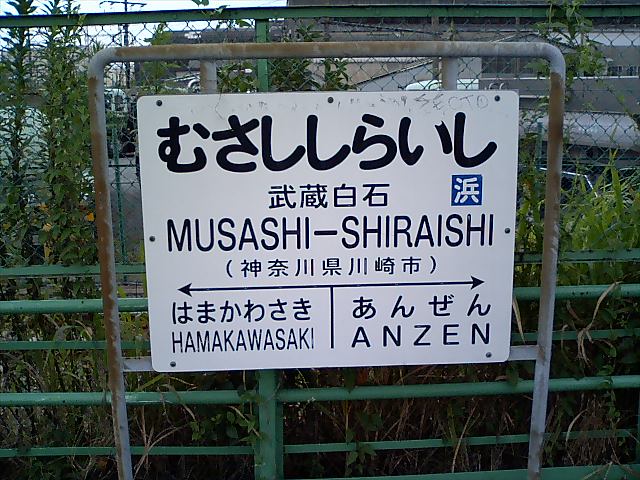 むさししらいし
武蔵白石 浜
MUSASHI−SHIRAISHI
(神奈川県川崎市)
はまかわさき あんぜん
HAMAKAWASAKI ANZEN